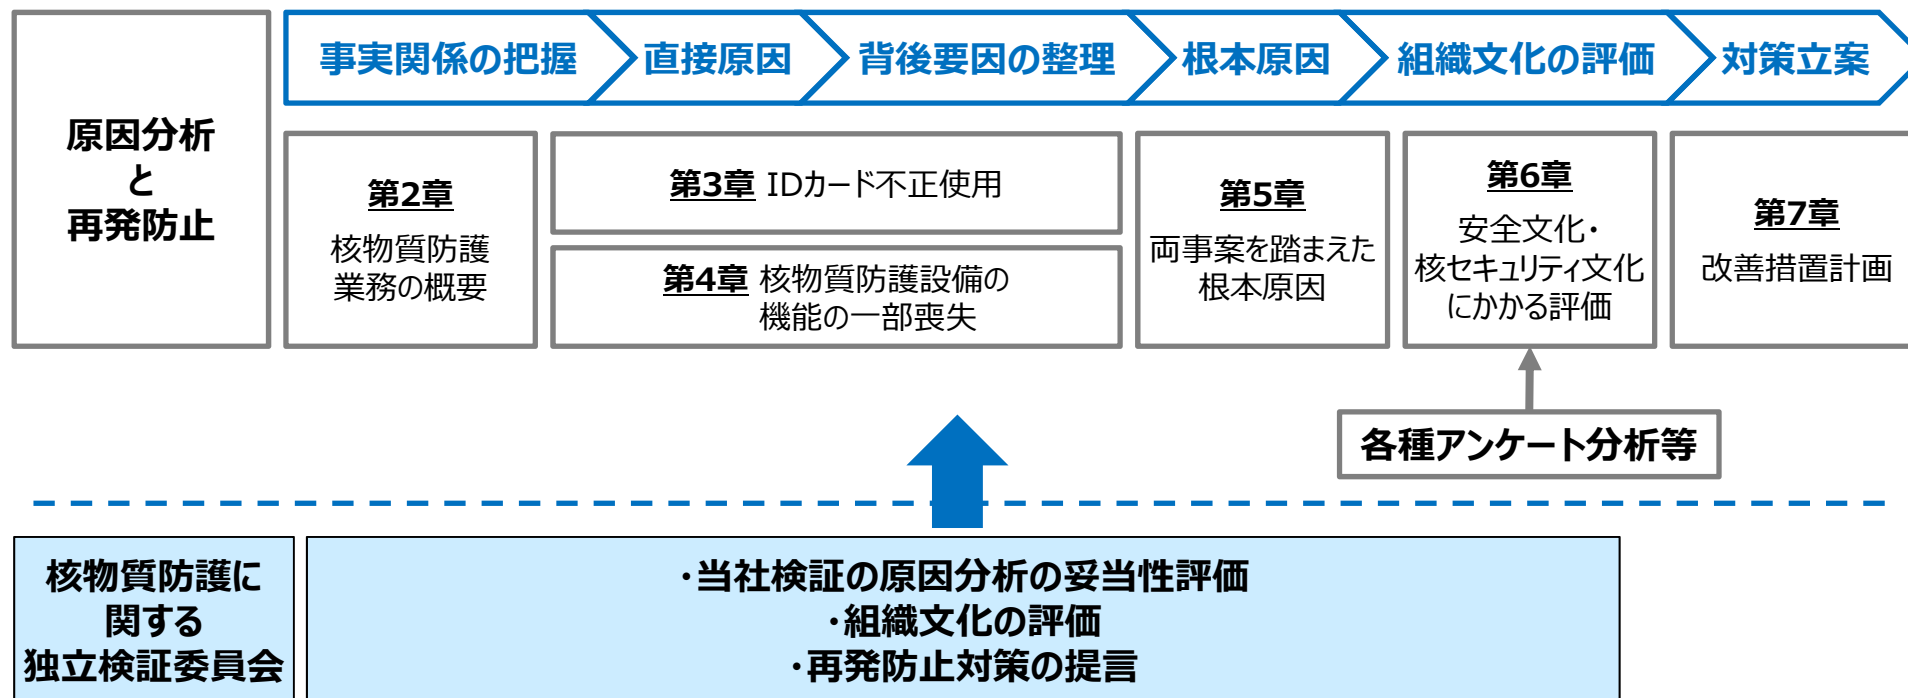 原因分析
と
再発防止
事実関係の把握
直接原因
背後要因の整理
根本原因
組織文化の評価
対策立案
第2章
核物質防護
業務の概要
第3章 IDカード不正使用
第4章 核物質防護設備の
機能の一部喪失
第5章
両事案を踏まえた
根本原因
第6章
安全文化・
核セキュリティ文化
にかかる評価
第7章
改善措置計画
各種アンケート分析等
核物質防護に
関する
独立検証委員会
・当社検証の原因分析の妥当性評価
・組織文化の評価
・再発防止対策の提言